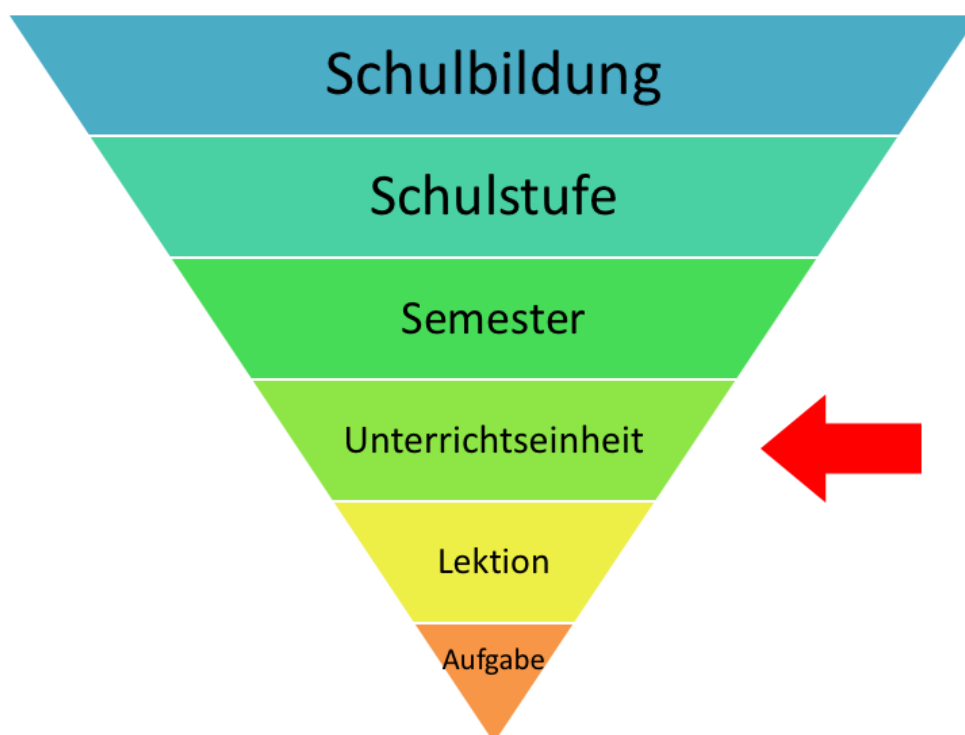 Schulbildung
Schulstufe
Semester
Unterrichtseinheit
Lektion
Aufgabe